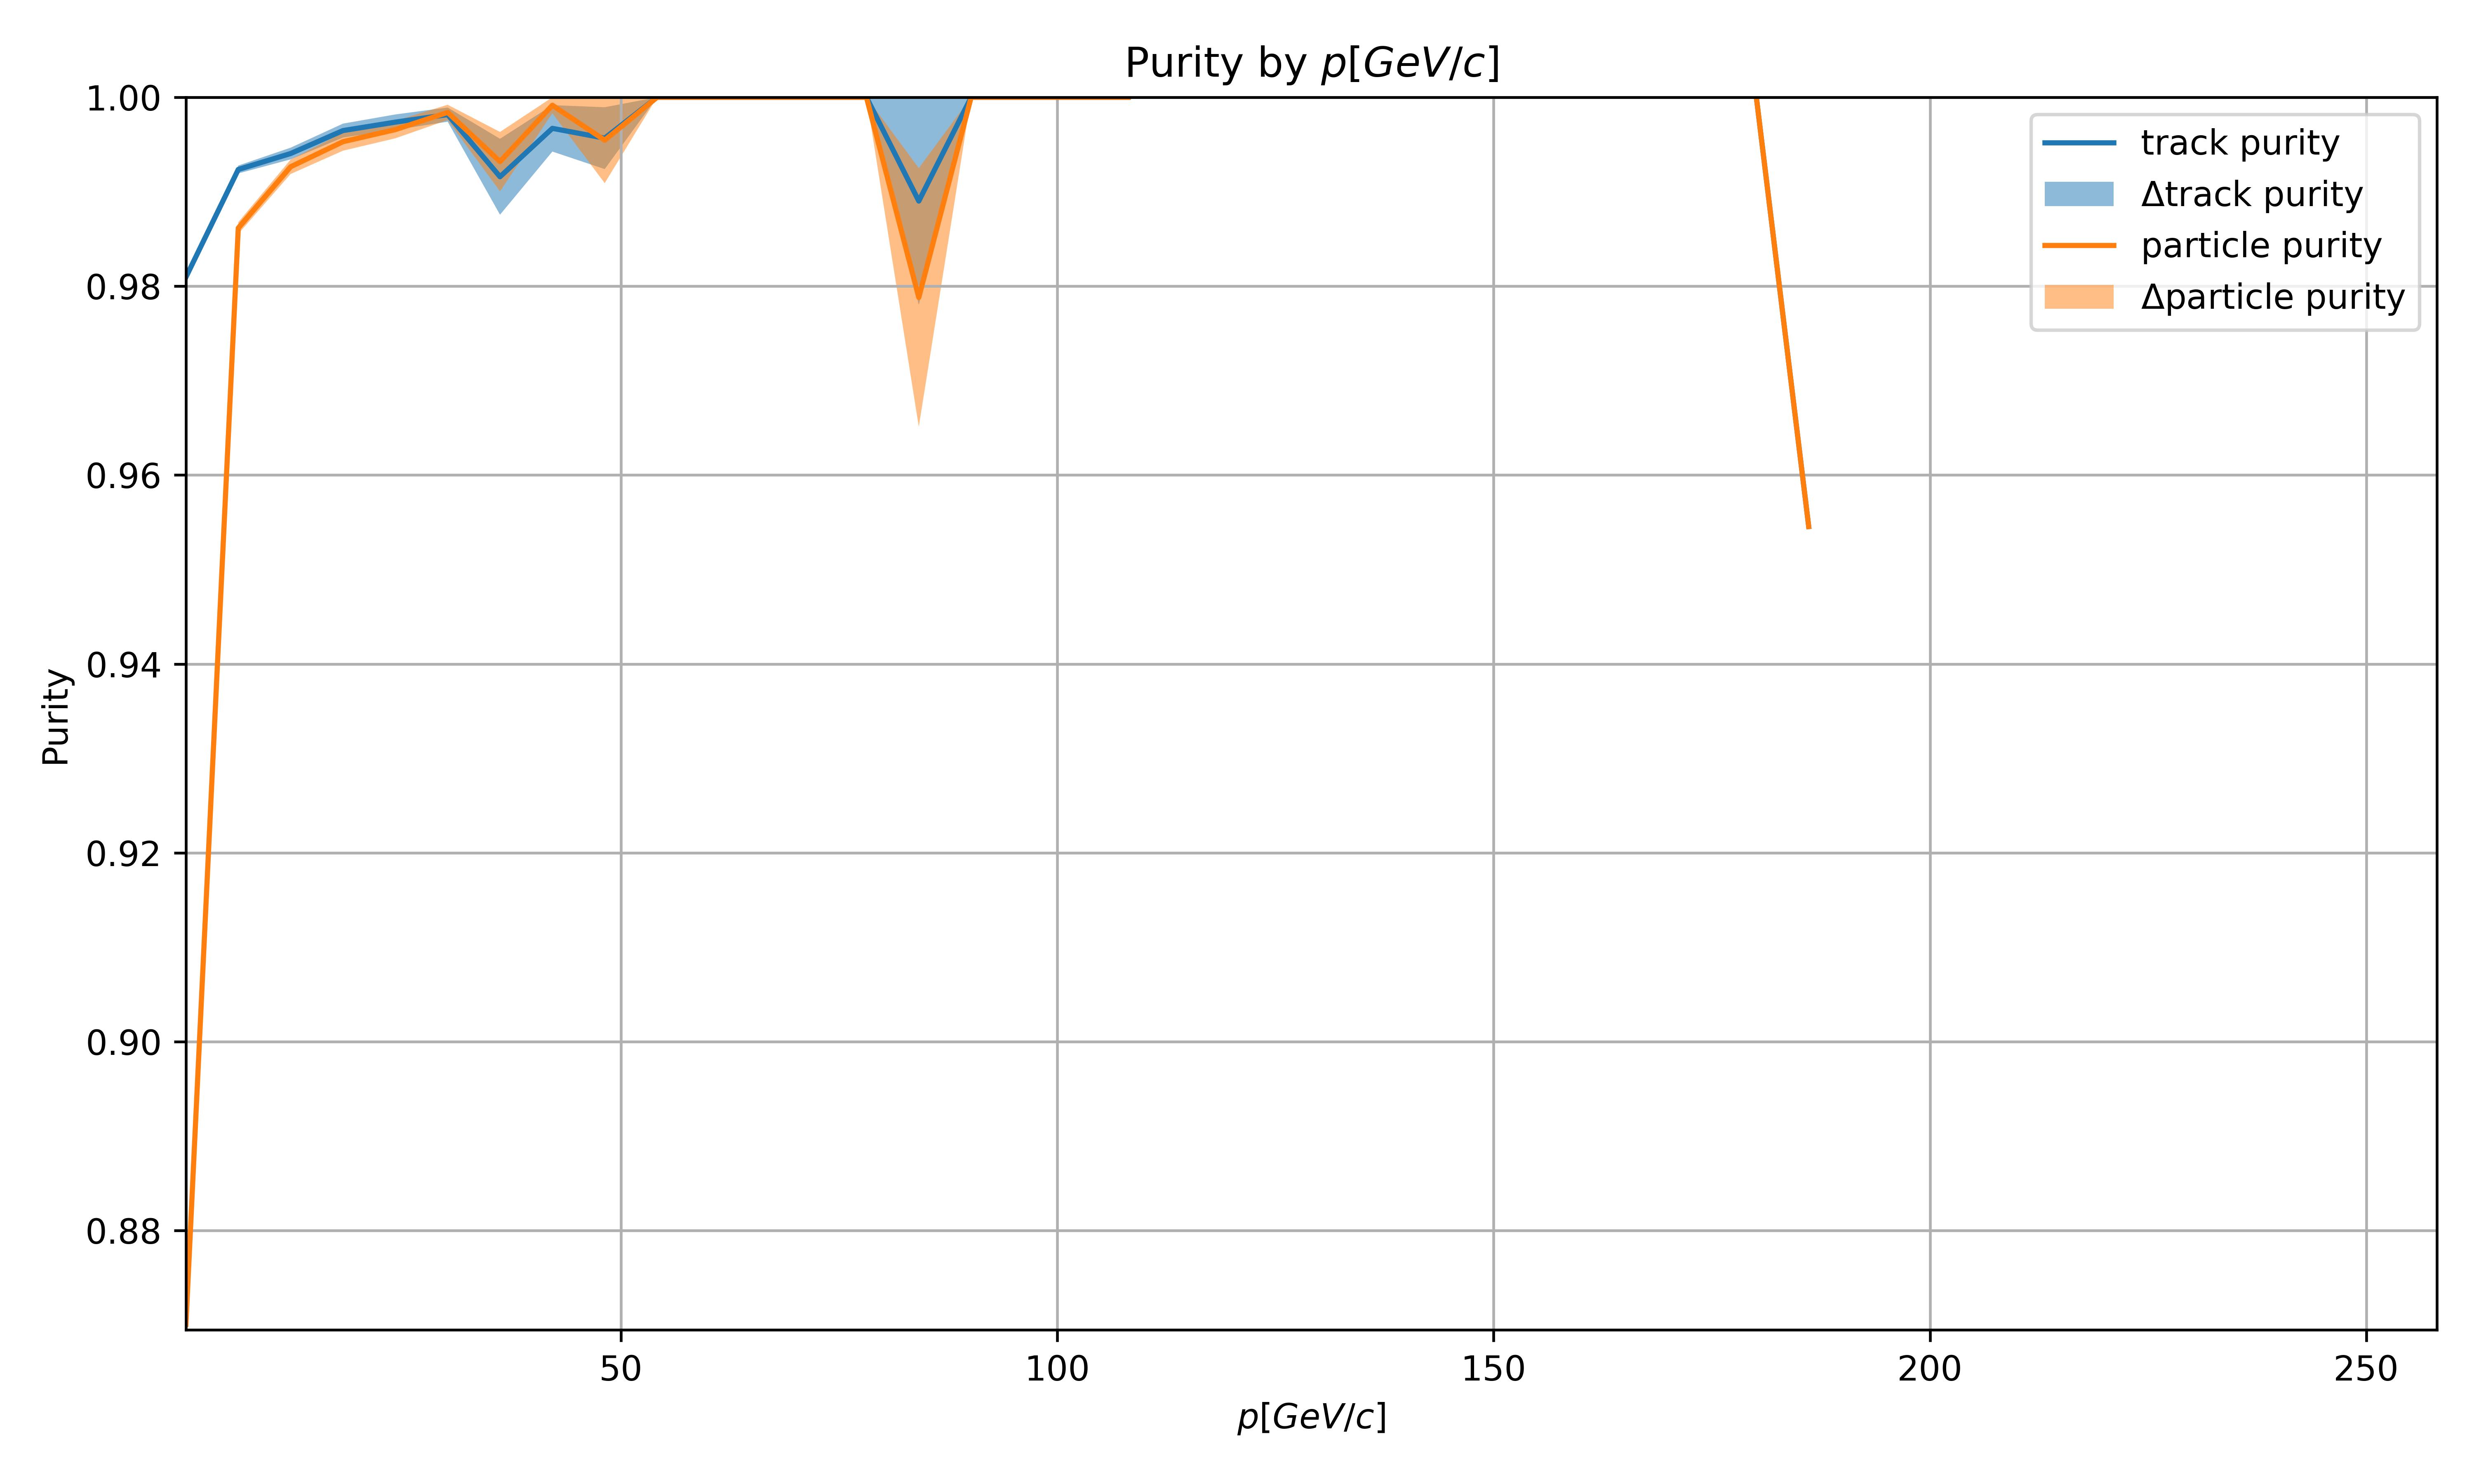 Purity by p[GeV/c]
1.00
0.98
0.96
0.94
0.92
0.90
0.88
Purity
track purity
Δtrack purity
particle purity
Δparticle purity
50
100
150
200
250
p[GeV/c]